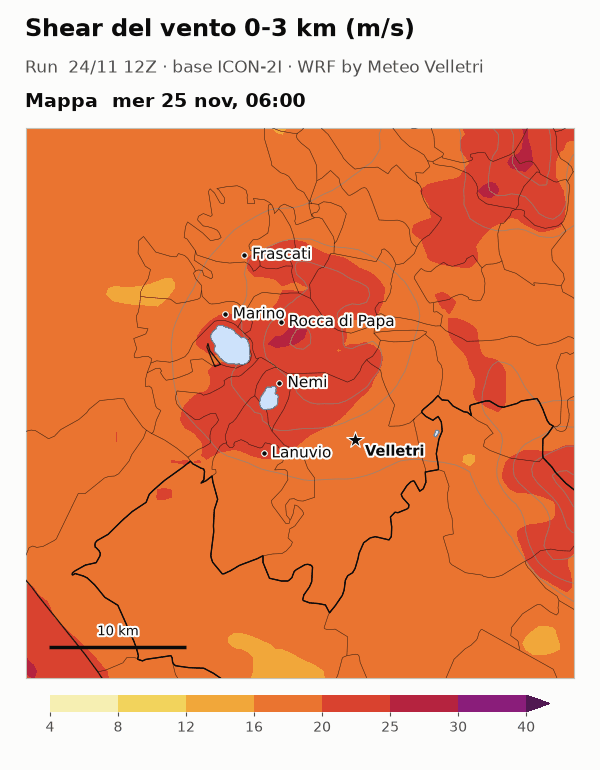 Shear del vento 0-3 km (m/s)
Run  24/11 12Z · base ICON-2I · WRF by Meteo Velletri
Mappa  mer 25 nov, 06:00
Frascati
Marino
Rocca di Papa
Nemi
Velletri
Lanuvio
10 km
4 8 12 16 20 25 30 40